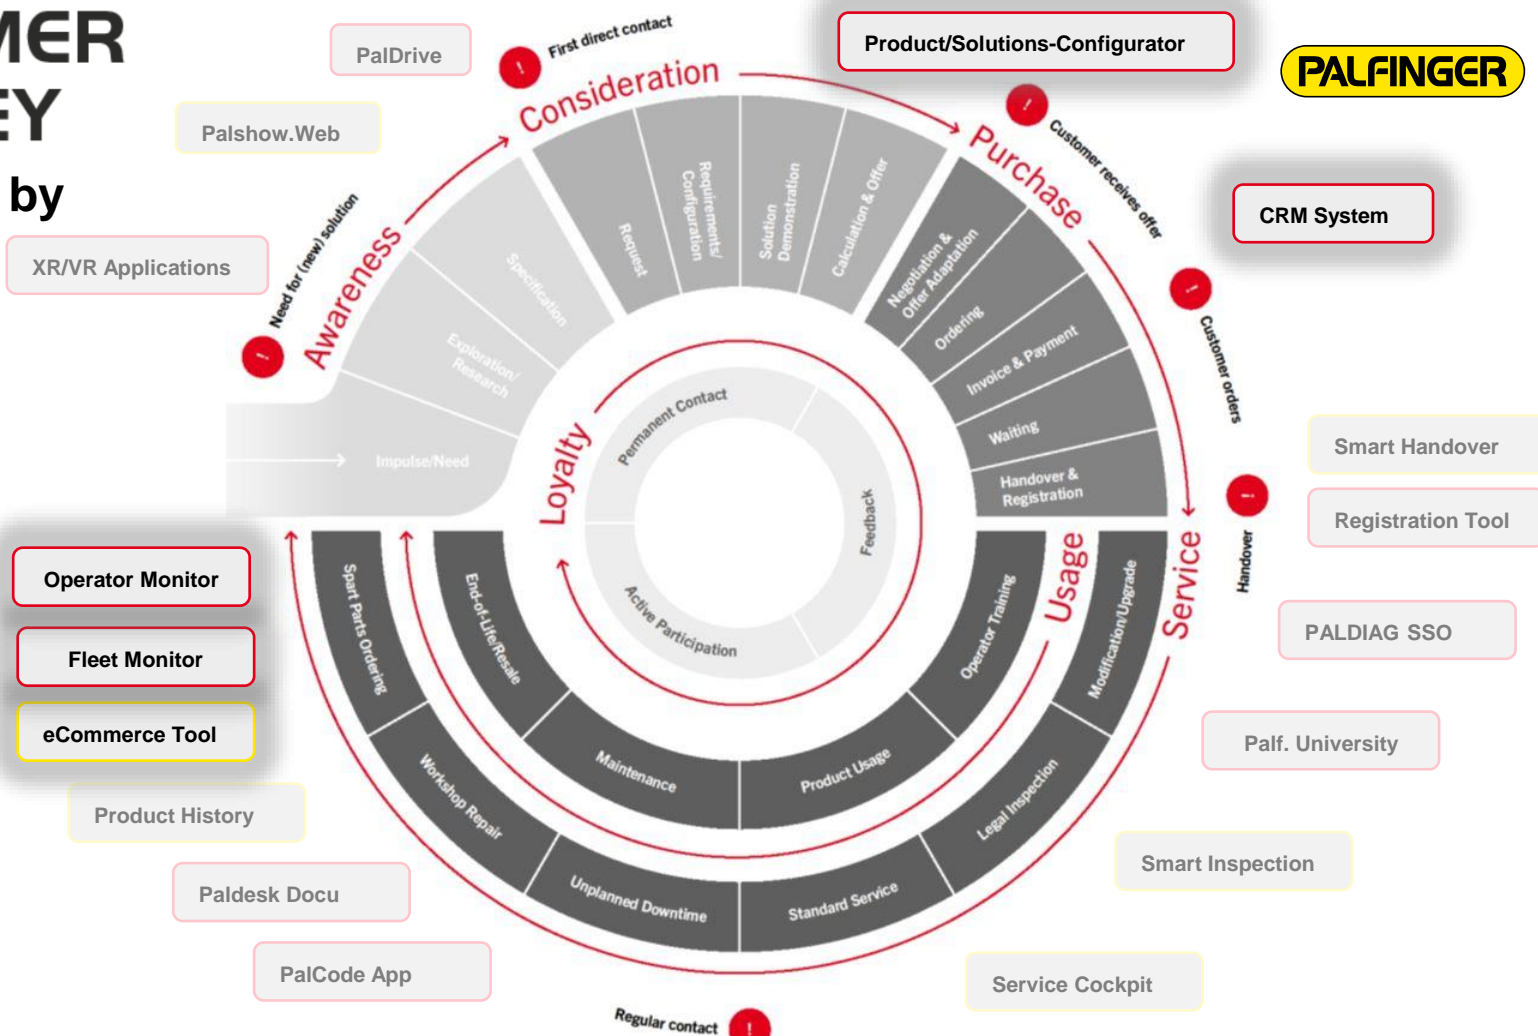 MER
EY
by
PALFINGER
PalDrive
Palshow.Web
XR/VR Applications
Product/Solutions-Configurator
CRM System
Need for (new) solution
First direct contact
Customer receives offer
Customer orders
Handover
Regular contact
Awareness
Consideration
Purchase
Service
Usage
Loyalty
Impulse/Need
Exploration/
Research
Specification
Request
Requirements/
Configuration
Solution
Demonstration
Calculation & Offer
Negotiation &
Offer Adaptation
Ordering
Invoice & Payment
Waiting
Handover &
Registration
Permanent Contact
Feedback
Active Participation
Operator Training
Product Usage
Maintenance
End-of-Life/Resale
Modification/Upgrade
Legal Inspection
Standard Service
Unplanned Downtime
Workshop Repair
Spart Parts Ordering
Smart Handover
Registration Tool
PALDIAG SSO
Palf. University
Smart Inspection
Service Cockpit
Operator Monitor
Fleet Monitor
eCommerce Tool
Product History
Paldesk Docu
PalCode App
!
!
!
!
!
!